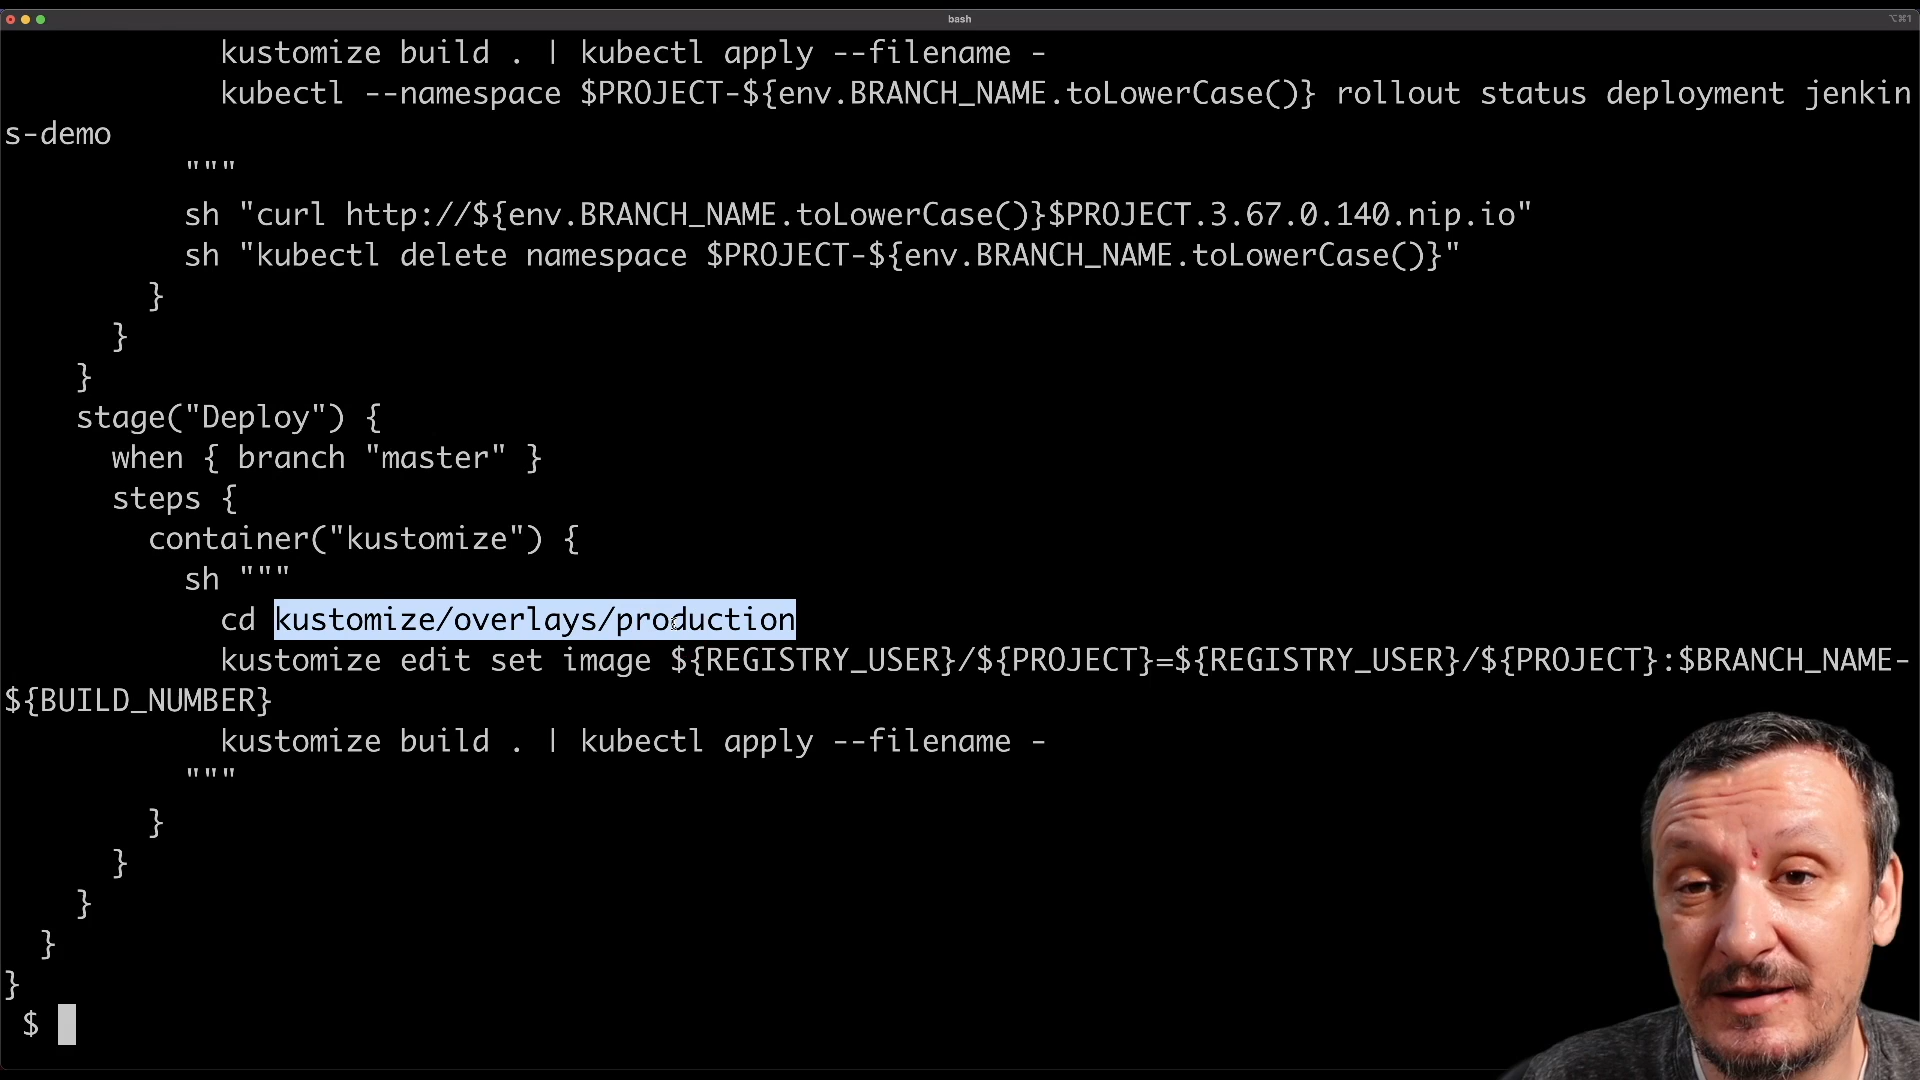 bash
⌥⌘1
kustomize build . | kubectl apply --filename -
kubectl --namespace $PROJECT-${env.BRANCH_NAME.toLowerCase()} rollout status deployment jenkin
s-demo
"""
sh "curl http://${env.BRANCH_NAME.toLowerCase()}$PROJECT.3.67.0.140.nip.io"
sh "kubectl delete namespace $PROJECT-${env.BRANCH_NAME.toLowerCase()}"
}
}
}
stage("Deploy") {
when { branch "master" }
steps {
container("kustomize") {
sh """
cd kustomize/overlays/production
kustomize edit set image ${REGISTRY_USER}/${PROJECT}=${REGISTRY_USER}/${PROJECT}:$BRANCH_NAME-
${BUILD_NUMBER}
kustomize build . | kubectl apply --filename -
"""
}
}
}
}
}
$